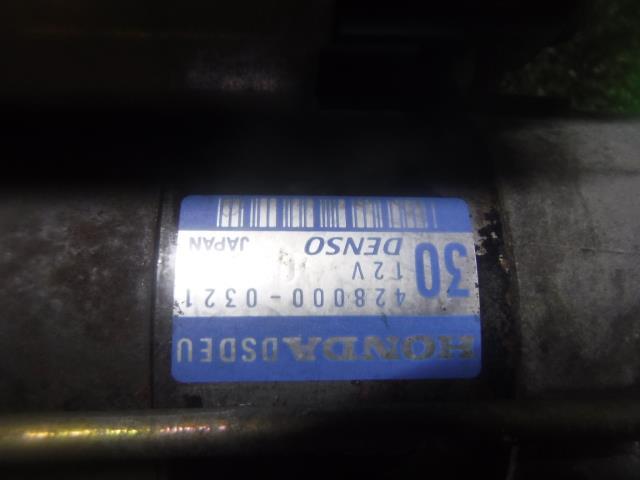 HONDA DSDEU
428000-0321
30 12V
DENSO JAPAN